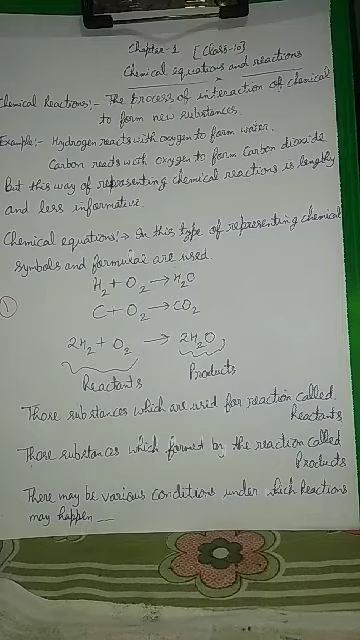 Chapter-1 [Class-10]
Chemical equations and reactions
Chemical Reactions:- The process of interaction of chemical
to form new substances.
Example:- Hydrogen reacts with oxygen to form water.
Carbon reacts with oxygen to form Carbon dioxide
But this way of representing chemical reactions is lengthy
and less informative.
Chemical equations:→ In this type of representing chemical
symbols and formulae are used.
H₂ + O₂ → H₂O
①
C + O₂ → CO₂
2H₂ + O₂ → 2H₂O
Reactants Products
Those substances which are used for reaction called
Reactants
Those substances which formed by the reaction called
Products
There may be various conditions under which Reactions
may happen —